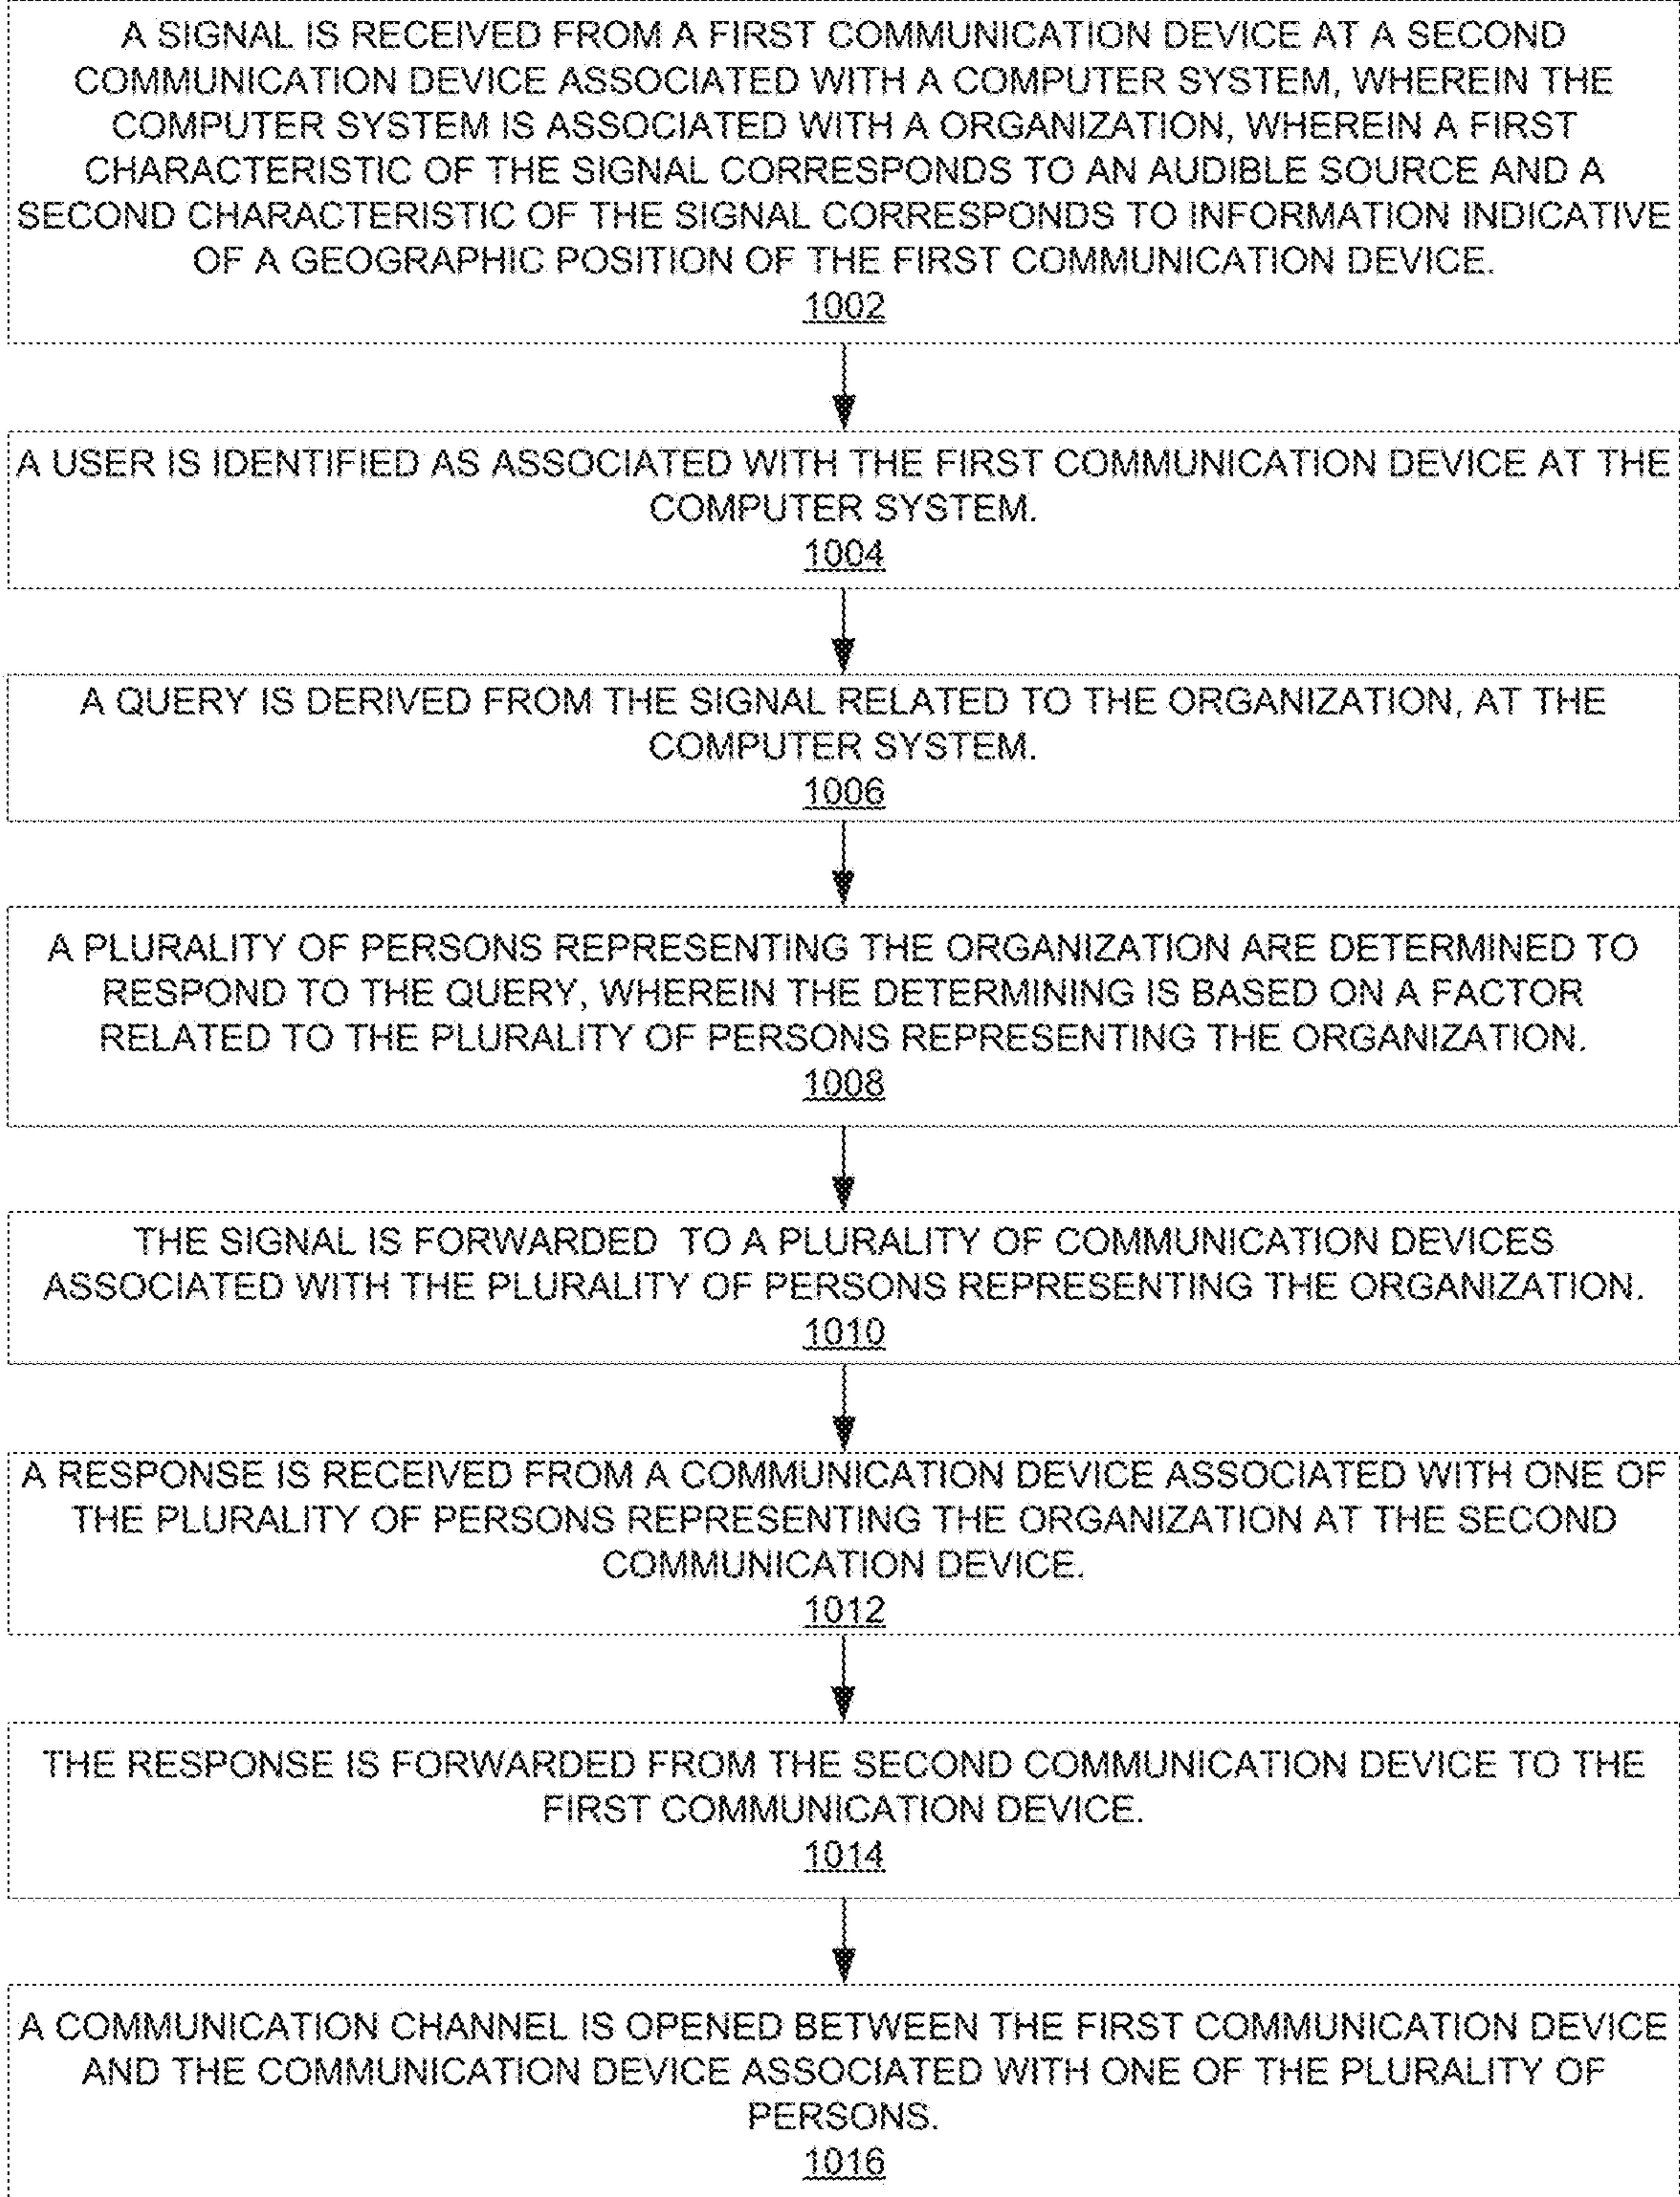 A SIGNAL IS RECEIVED FROM A FIRST COMMUNICATION DEVICE AT A SECOND
COMMUNICATION DEVICE ASSOCIATED WITH A COMPUTER SYSTEM, WHEREIN THE
COMPUTER SYSTEM IS ASSOCIATED WITH A ORGANIZATION, WHEREIN A FIRST
CHARACTERISTIC OF THE SIGNAL CORRESPONDS TO AN AUDIBLE SOURCE AND A
SECOND CHARACTERISTIC OF THE SIGNAL CORRESPONDS TO INFORMATION INDICATIVE
OF A GEOGRAPHIC POSITION OF THE FIRST COMMUNICATION DEVICE.
1002
A USER IS IDENTIFIED AS ASSOCIATED WITH THE FIRST COMMUNICATION DEVICE AT THE
COMPUTER SYSTEM.
1004
A QUERY IS DERIVED FROM THE SIGNAL RELATED TO THE ORGANIZATION, AT THE
COMPUTER SYSTEM.
1006
A PLURALITY OF PERSONS REPRESENTING THE ORGANIZATION ARE DETERMINED TO
RESPOND TO THE QUERY, WHEREIN THE DETERMINING IS BASED ON A FACTOR
RELATED TO THE PLURALITY OF PERSONS REPRESENTING THE ORGANIZATION.
1008
THE SIGNAL IS FORWARDED TO A PLURALITY OF COMMUNICATION DEVICES
ASSOCIATED WITH THE PLURALITY OF PERSONS REPRESENTING THE ORGANIZATION.
1010
A RESPONSE IS RECEIVED FROM A COMMUNICATION DEVICE ASSOCIATED WITH ONE OF
THE PLURALITY OF PERSONS REPRESENTING THE ORGANIZATION AT THE SECOND
COMMUNICATION DEVICE.
1012
THE RESPONSE IS FORWARDED FROM THE SECOND COMMUNICATION DEVICE TO THE
FIRST COMMUNICATION DEVICE.
1014
A COMMUNICATION CHANNEL IS OPENED BETWEEN THE FIRST COMMUNICATION DEVICE
AND THE COMMUNICATION DEVICE ASSOCIATED WITH ONE OF THE PLURALITY OF
PERSONS.
1016